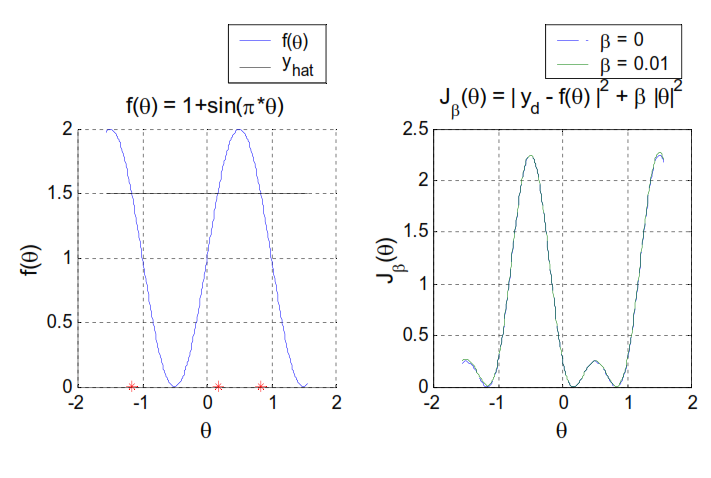 f(θ)
y_hat
f(θ) = 1+sin(π*θ)
2
1.5
1
0.5
0
-2 -1 0 1 2
f(θ)
θ
β = 0
β = 0.01
J_β(θ) = | y_d - f(θ) |^2 + β |θ|^2
2.5
2
1.5
1
0.5
0
-2 -1 0 1 2
J_β(θ)
θ